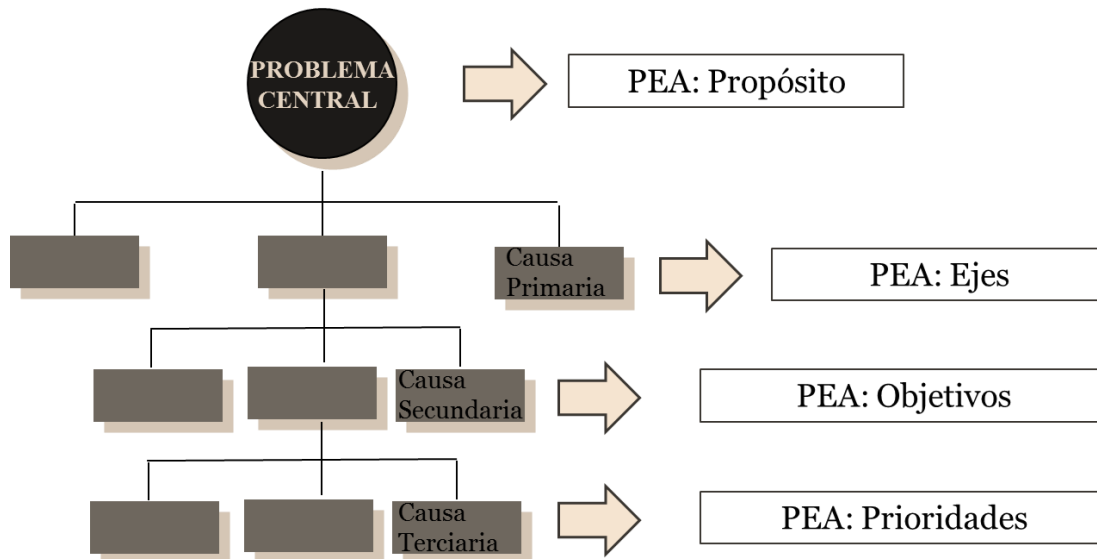 PROBLEMA
CENTRAL
PEA: Propósito
Causa
Primaria
PEA: Ejes
Causa
Secundaria
PEA: Objetivos
Causa
Terciaria
PEA: Prioridades